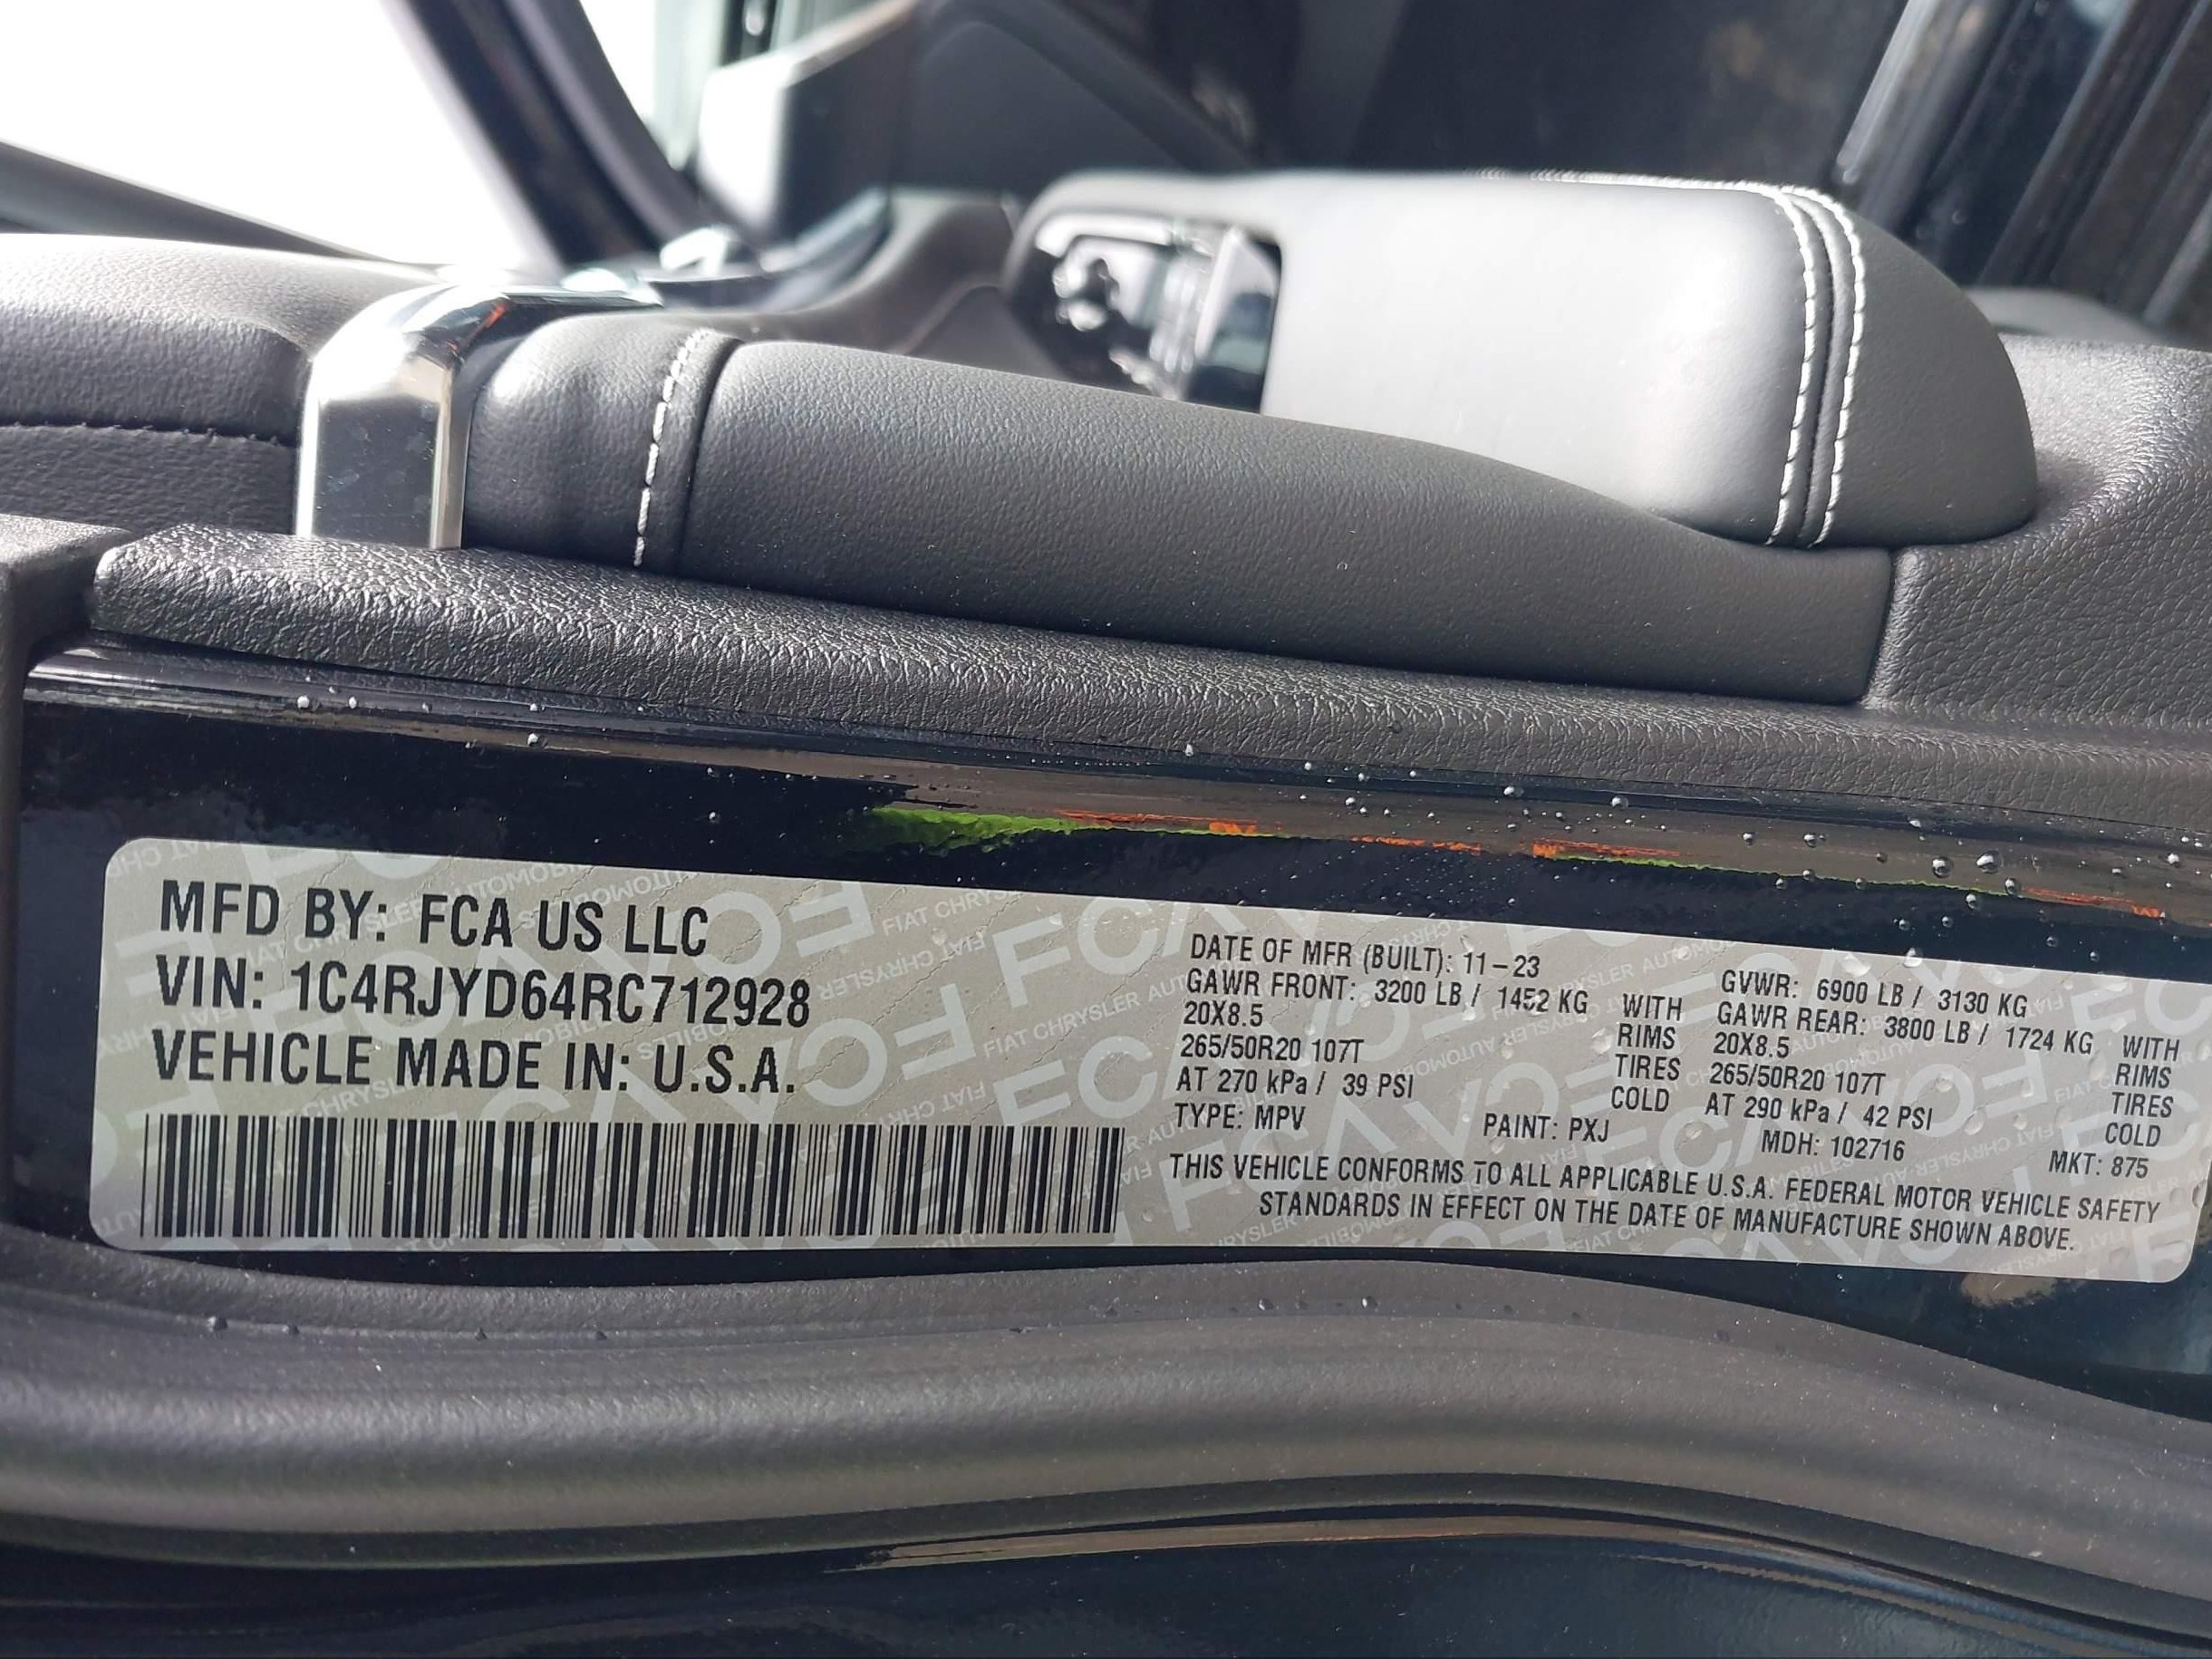 MFD BY: FCA US LLC
VIN: 1C4RJYD64RC712928
VEHICLE MADE IN: U.S.A.
DATE OF MFR (BUILT): 11-23
GVWR: 6900 LB / 3130 KG
GAWR FRONT: 3200 LB / 1452 KG WITH
20X8.5 RIMS
265/50R20 107T TIRES
AT 270 kPa / 39 PSI COLD
GAWR REAR: 3800 LB / 1724 KG WITH
20X8.5 RIMS
265/50R20 107T TIRES
AT 290 kPa / 42 PSI COLD
TYPE: MPV PAINT: PXJ MDH: 102716 MKT: 875
THIS VEHICLE CONFORMS TO ALL APPLICABLE U.S.A. FEDERAL MOTOR VEHICLE SAFETY
STANDARDS IN EFFECT ON THE DATE OF MANUFACTURE SHOWN ABOVE.